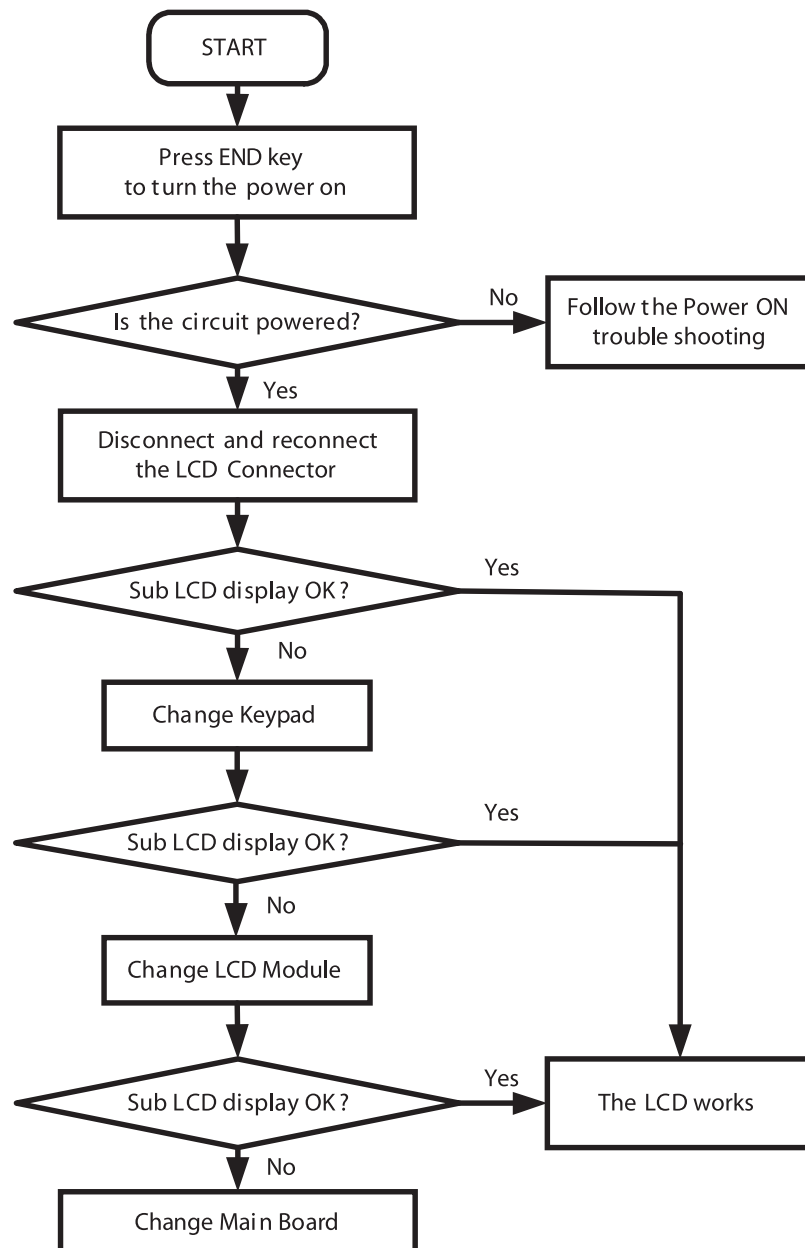 START
Press END key
to turn the power on
Is the circuit powered?
No
Follow the Power ON
trouble shooting
Yes
Disconnect and reconnect
the LCD Connector
Sub LCD display OK?
Yes
No
Change Keypad
Sub LCD display OK?
Yes
No
Change LCD Module
Sub LCD display OK?
Yes
The LCD works
No
Change Main Board